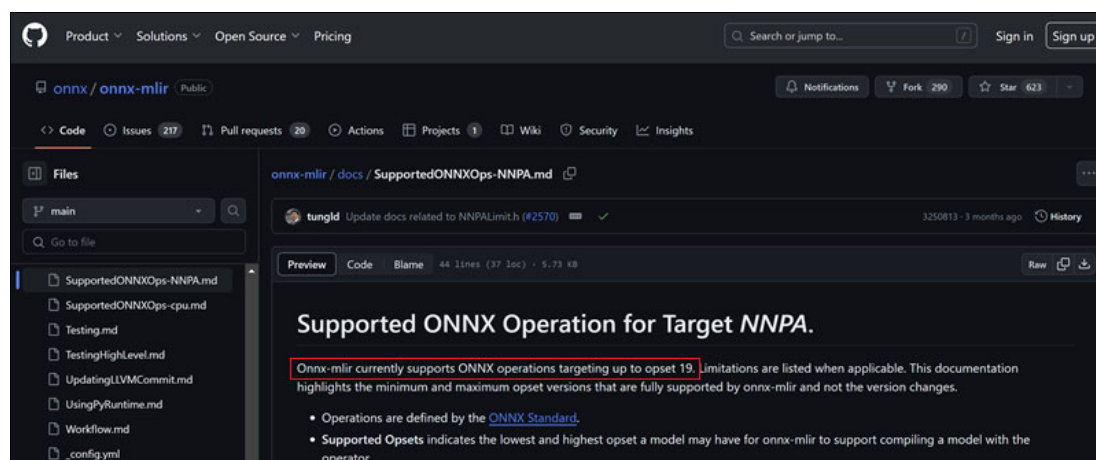 Product Solutions Open Source Pricing Search or jump to... / Sign in Sign up
onnx / onnx-mlir Public Notifications Fork 290 Star 623
<> Code Issues 217 Pull requests 20 Actions Projects 1 Wiki Security Insights
Files
main
Go to file
SupportedONNXOps-NNPA.md
SupportedONNXOps-cpu.md
Testing.md
TestingHighLevel.md
UpdatingLLVMCommit.md
UsingPyRuntime.md
Workflow.md
_config.yml
onnx-mlir / docs / SupportedONNXOps-NNPA.md
tungld Update docs related to NNPALimit.h (#2570) 3250813 · 3 months ago History
Preview Code Blame 44 lines (37 loc) · 5.73 KB Raw
Supported ONNX Operation for Target NNPA.
Onnx-mlir currently supports ONNX operations targeting up to opset 19. Limitations are listed when applicable. This documentation
highlights the minimum and maximum opset versions that are fully supported by onnx-mlir and not the version changes.
• Operations are defined by the ONNX Standard.
• Supported Opsets indicates the lowest and highest opset a model may have for onnx-mlir to support compiling a model with the
operator.